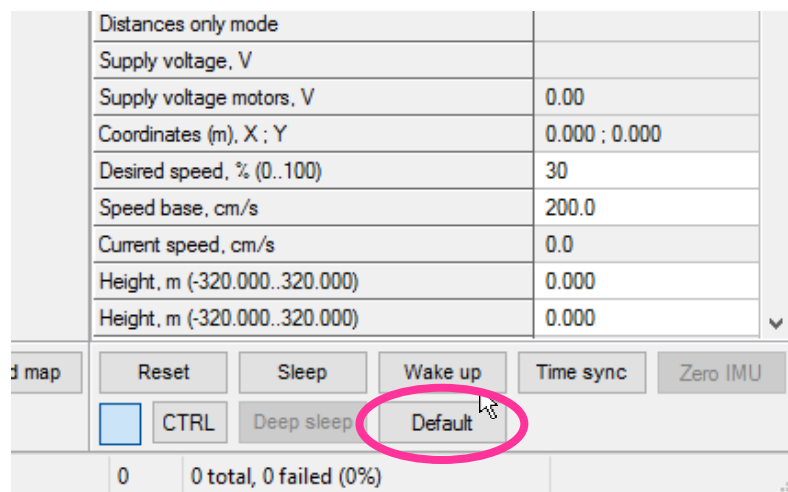 Distances only mode
Supply voltage, V
Supply voltage motors, V 0.00
Coordinates (m), X ; Y 0.000 ; 0.000
Desired speed, % (0..100) 30
Speed base, cm/s 200.0
Current speed, cm/s 0.0
Height, m (-320.000..320.000) 0.000
Height, m (-320.000..320.000) 0.000
d map Reset Sleep Wake up Time sync Zero IMU
CTRL Deep sleep Default
0 0 total, 0 failed (0%)